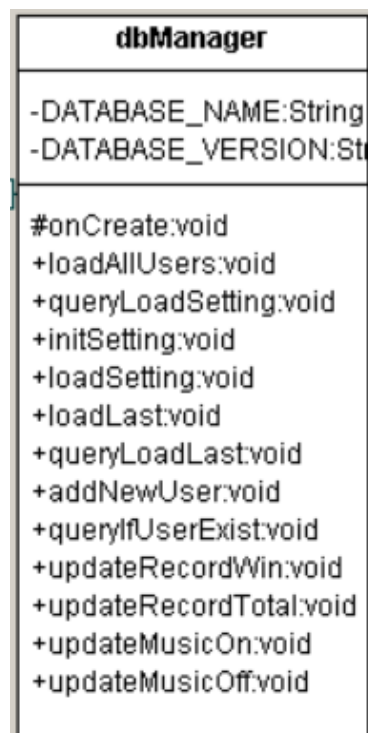 dbManager
-DATABASE_NAME:String
-DATABASE_VERSION:Str
#onCreate:void
+loadAllUsers:void
+queryLoadSetting:void
+initSetting:void
+loadSetting:void
+loadLast:void
+queryLoadLast:void
+addNewUser:void
+queryIfUserExist:void
+updateRecordWin:void
+updateRecordTotal:void
+updateMusicOn:void
+updateMusicOff:void